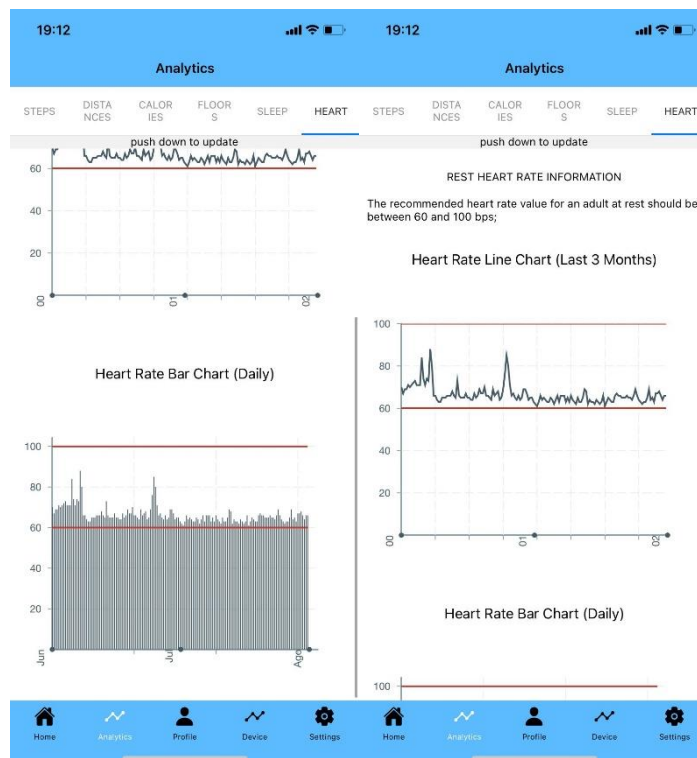 19:12
Analytics
STEPS
DISTA
NCES
CALOR
IES
FLOOR
S
SLEEP
HEART
push down to update
60
40
20
00
01
02
Heart Rate Bar Chart (Daily)
100
80
60
40
20
Jun
Jul
Ago
Home
Analytics
Profile
Device
Settings
19:12
Analytics
STEPS
DISTA
NCES
CALOR
IES
FLOOR
S
SLEEP
HEART
push down to update
REST HEART RATE INFORMATION
The recommended heart rate value for an adult at rest should be
between 60 and 100 bps;
Heart Rate Line Chart (Last 3 Months)
100
80
60
40
20
00
01
02
Heart Rate Bar Chart (Daily)
100
Home
Analytics
Profile
Device
Settings